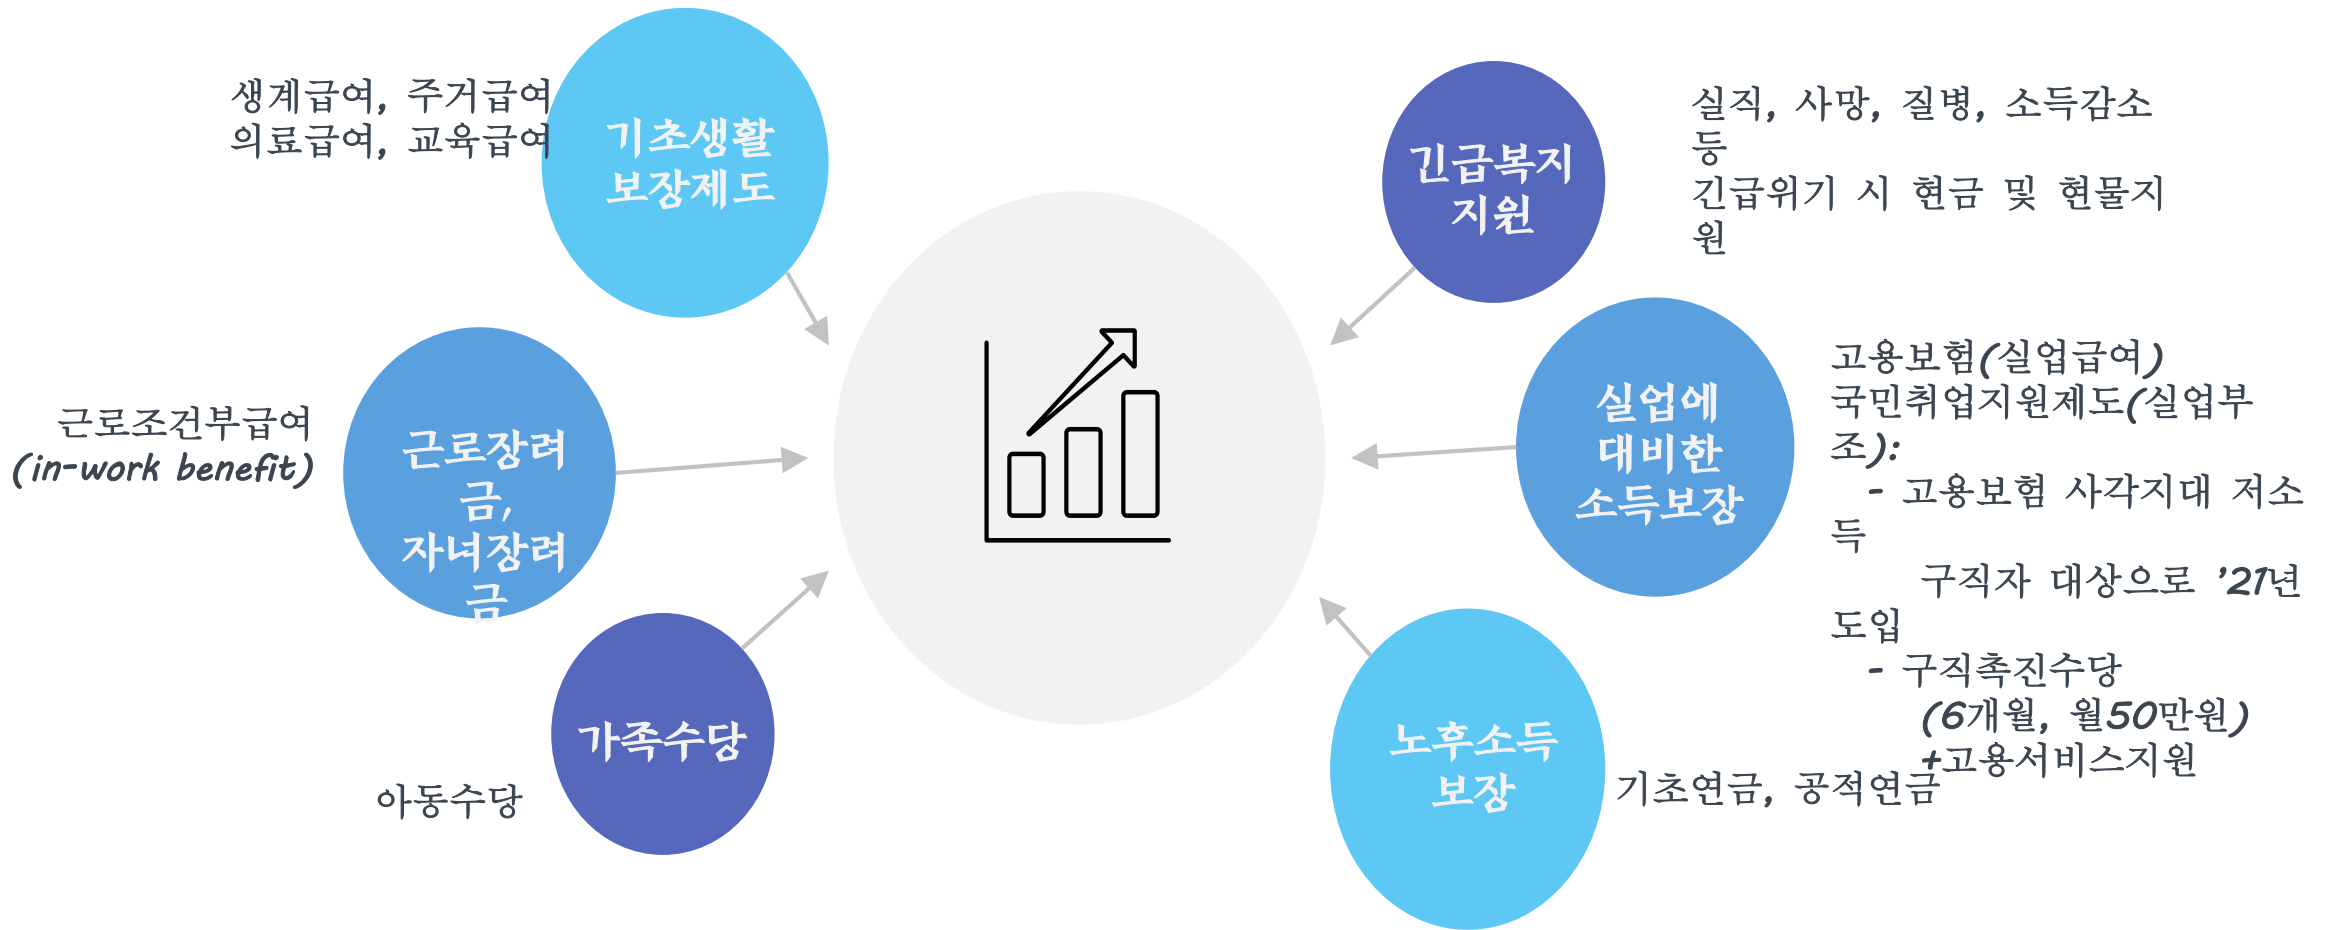 생계급여, 주거급여
의료급여, 교육급여
기초생활
보장제도
근로조건부급여
(in-work benefit)
근로장려
금,
자녀장려
금
아동수당
가족수당
긴급복지
지원
실직, 사망, 질병, 소득감소
등
긴급위기 시 현금 및 현물지
원
실업에
대비한
소득보장
고용보험(실업급여)
국민취업지원제도(실업부
조):
- 고용보험 사각지대 저소
득
구직자 대상으로 '21년
도입
- 구직촉진수당
(6개월, 월50만원)
+고용서비스지원
노후소득
보장
기초연금, 공적연금